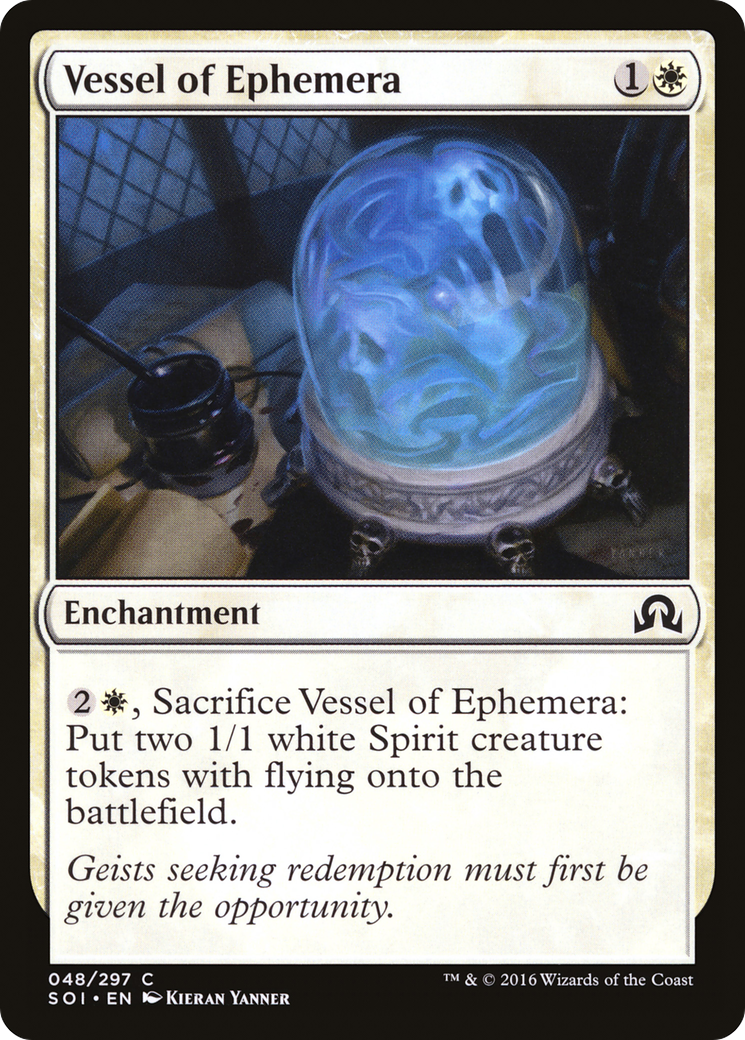 Vessel of Ephemera 1
YANNER
Enchantment
2, Sacrifice Vessel of Ephemera:
Put two 1/1 white Spirit creature
tokens with flying onto the
battlefield.
Geists seeking redemption must first be
given the opportunity.
048/297 C
SOI • EN KIERAN YANNER
™ & © 2016 Wizards of the Coast